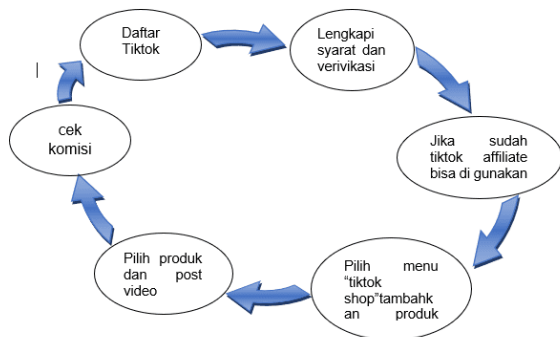 Daftar
Tiktok
Lengkapi
syarat dan
verivikasi
Jika sudah
tiktok affiliate
bisa di gunakan
Pilih menu
“tiktok
shop”tambahk
an produk
Pilih produk
dan post
video
cek
komisi